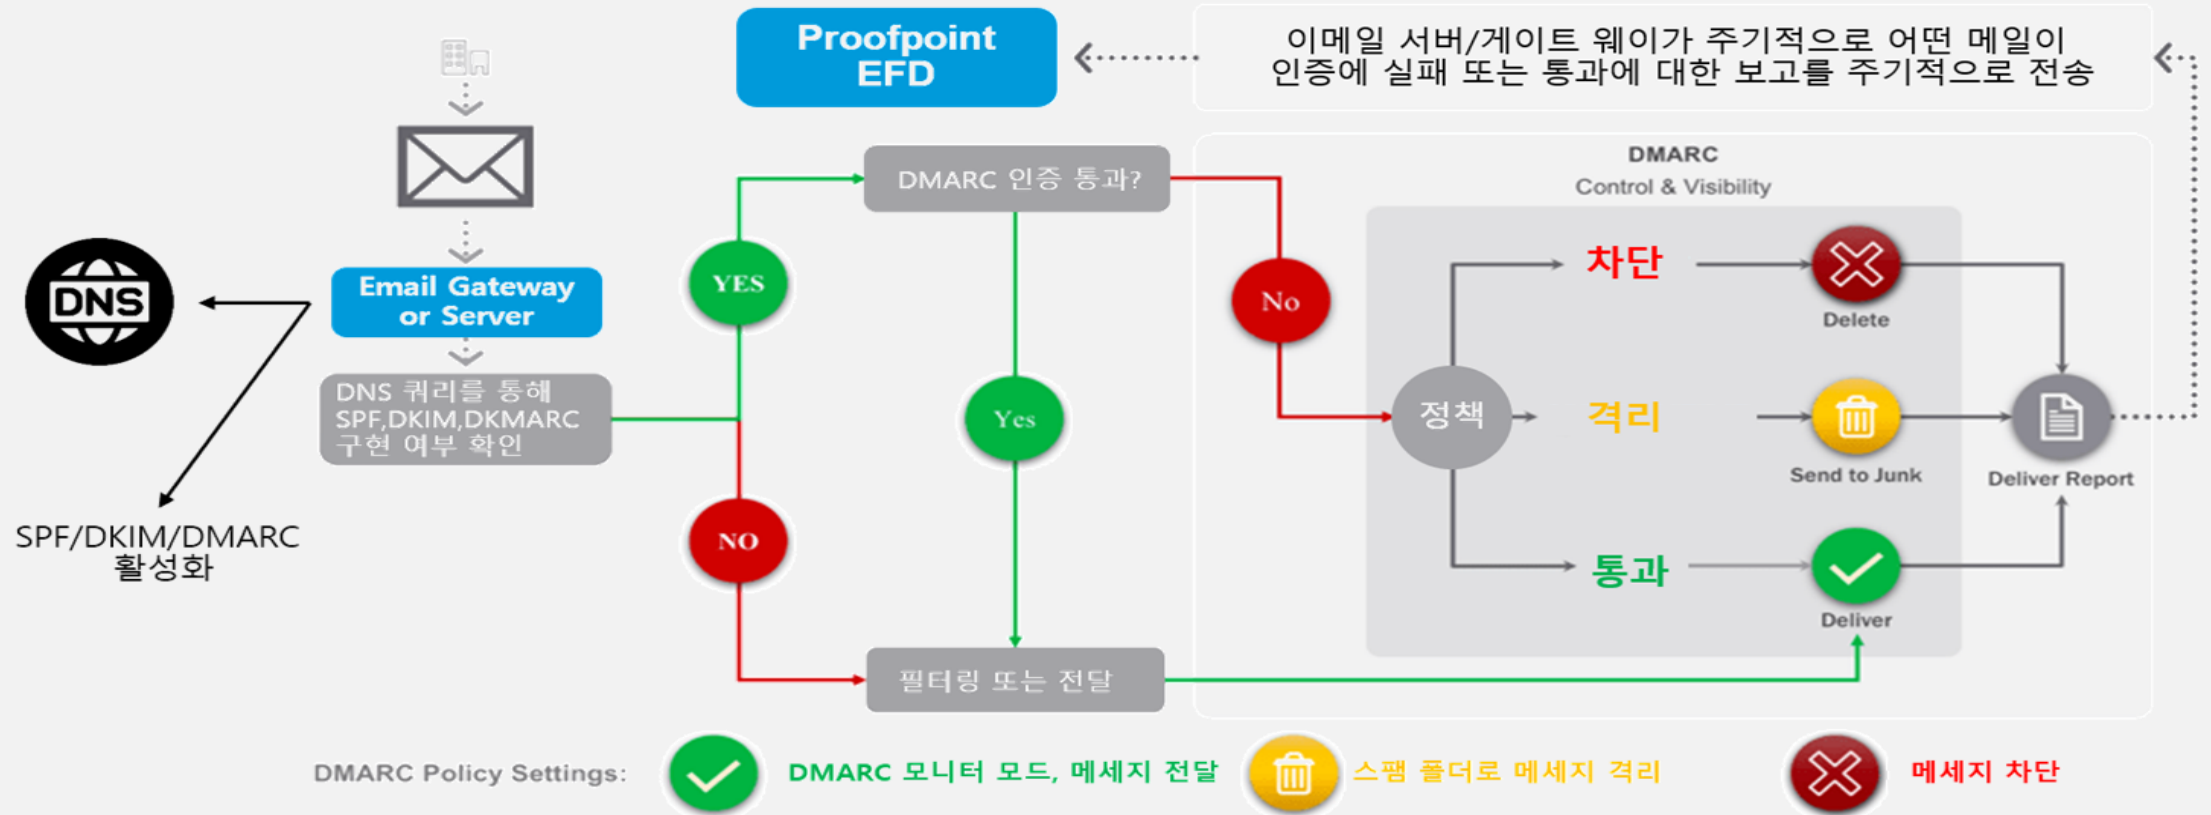 Proofpoint
EFD
이메일 서버/게이트 웨이가 주기적으로 어떤 메일이
인증에 실패 또는 통과에 대한 보고를 주기적으로 전송
DMARC 인증 통과?
DMARC
Control & Visibility
차단
Delete
YES
No
DNS
Email Gateway
or Server
DNS 쿼리를 통해
SPF,DKIM,DKMARC
구현 여부 확인
Yes
정책
격리
Send to Junk
Deliver Report
SPF/DKIM/DMARC
활성화
NO
통과
Deliver
필터링 또는 전달
DMARC Policy Settings:
DMARC 모니터 모드, 메세지 전달
스팸 폴더로 메세지 격리
메세지 차단